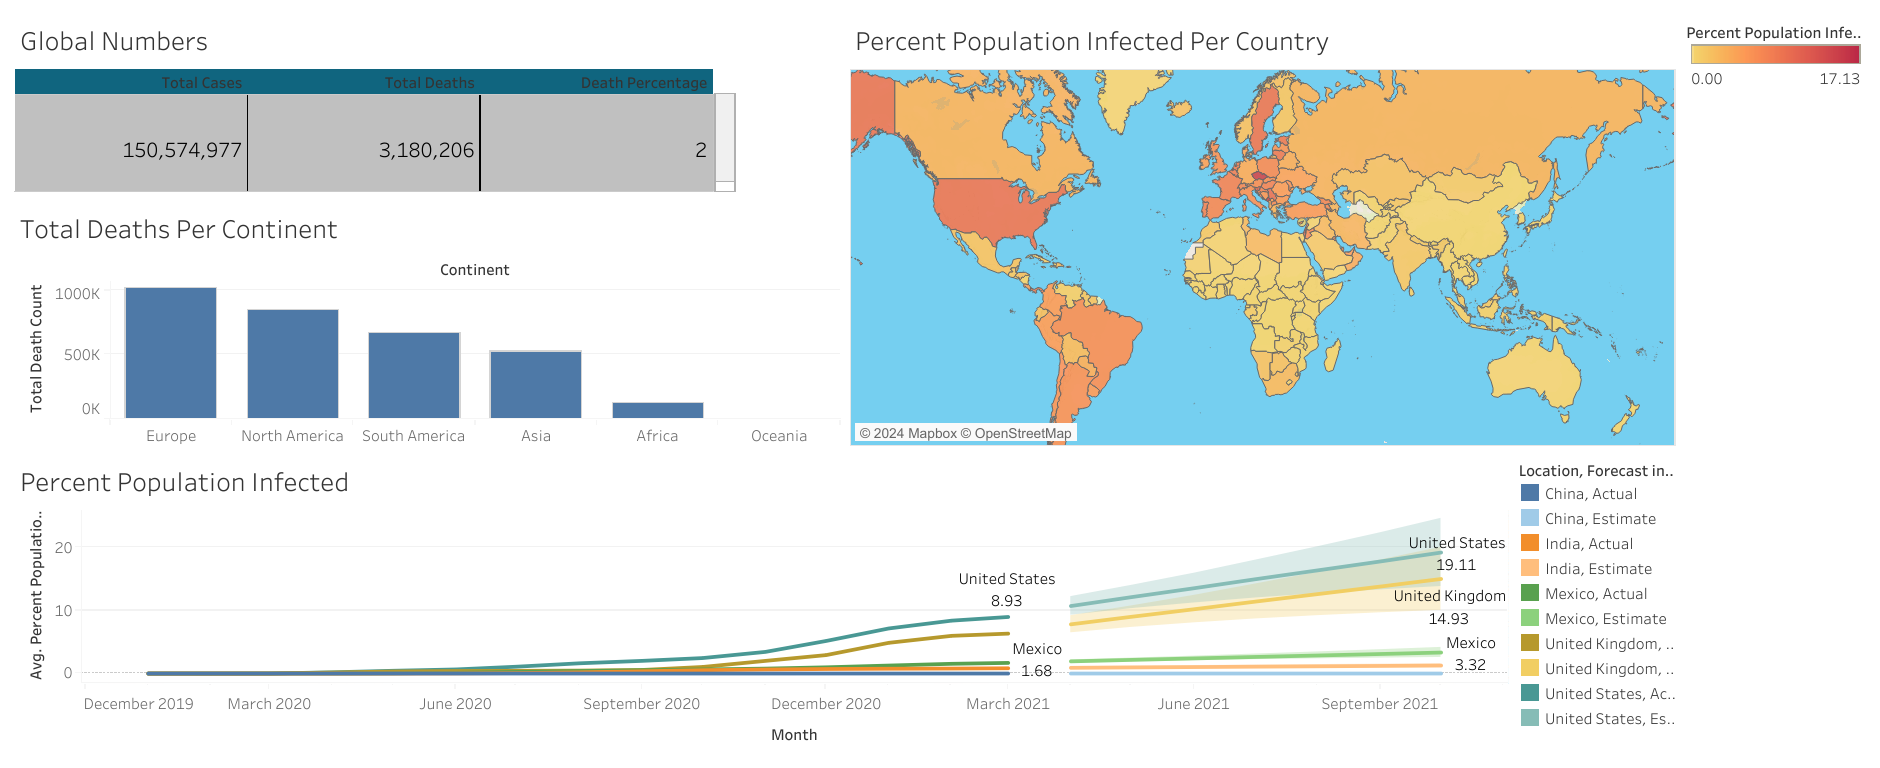 Global Numbers
Total Cases Total Deaths Death Percentage
150,574,977 3,180,206 2
Total Deaths Per Continent
Continent
Total Death Count
1000K
500K
0K
Europe North America South America Asia Africa Oceania
Percent Population Infected Per Country
© 2024 Mapbox © OpenStreetMap
Percent Population Infe..
0.00 17.13
Percent Population Infected
Avg. Percent Populatio..
20
10
0
United States
8.93
Mexico
1.68
United States
19.11
United Kingdom
14.93
Mexico
3.32
December 2019 March 2020 June 2020 September 2020 December 2020 March 2021 June 2021 September 2021
Month
Location, Forecast in..
China, Actual
China, Estimate
India, Actual
India, Estimate
Mexico, Actual
Mexico, Estimate
United Kingdom, ..
United Kingdom, ..
United States, Ac..
United States, Es..